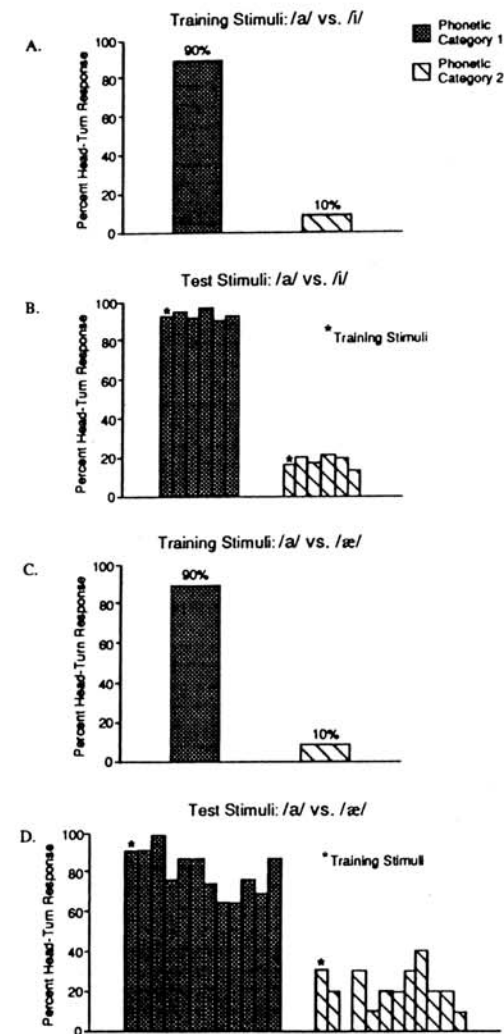 Training Stimuli: /a/ vs. /i/
Phonetic
Category 1
Phonetic
Category 2
A.
Percent Head-Turn Response
100
80
60
40
20
0
90%
10%
Test Stimuli: /a/ vs. /i/
B.
Percent Head-Turn Response
100
80
60
40
20
0
*
*
* Training Stimuli
Training Stimuli: /a/ vs. /æ/
C.
Percent Head-Turn Response
100
80
60
40
20
0
90%
10%
Test Stimuli: /a/ vs. /æ/
D.
Percent Head-Turn Response
100
80
60
40
20
0
*
*
* Training Stimuli